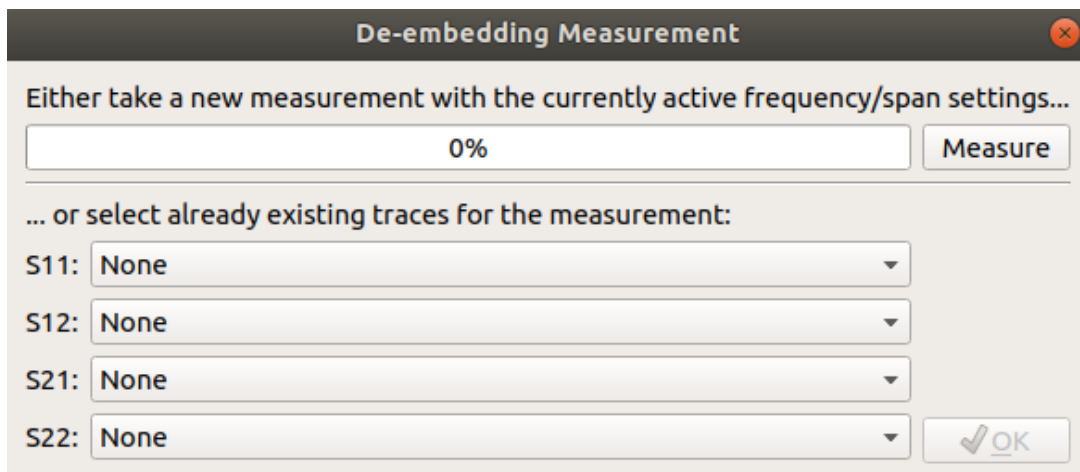 De-embedding Measurement
Either take a new measurement with the currently active frequency/span settings...
0% Measure
... or select already existing traces for the measurement:
S11: None
S12: None
S21: None
S22: None OK